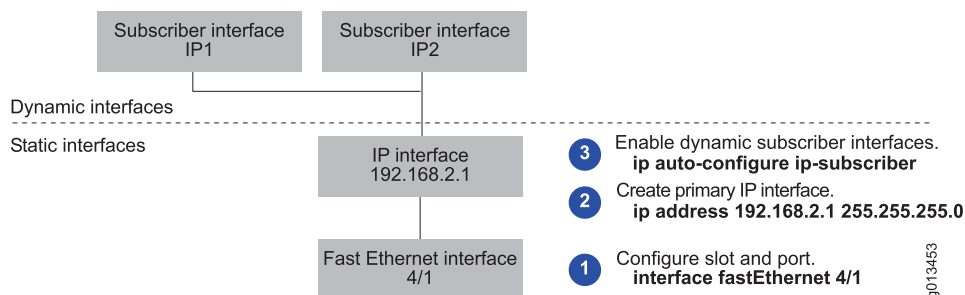 Subscriber interface
IP1
Subscriber interface
IP2
Dynamic interfaces
Static interfaces
IP interface
192.168.2.1
3
Enable dynamic subscriber interfaces.
ip auto-configure ip-subscriber
2
Create primary IP interface.
ip address 192.168.2.1 255.255.255.0
Fast Ethernet interface
4/1
1
Configure slot and port.
interface fastEthernet 4/1
g013453